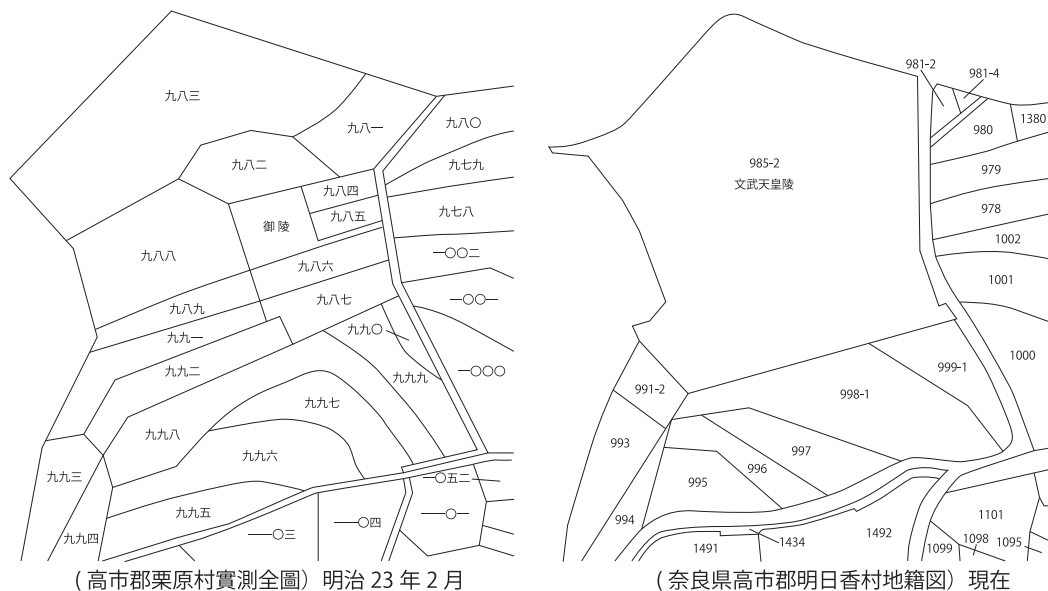 九八三
九八一
九八〇
九八二
九七九
九八四
九八五
九七八
御陵
九八八
一〇〇二
九八六
九八七
一〇〇一
九八九
九九一
九九〇
九九二
一〇〇〇
九九九
九九七
九九八
九九六
九九三
一〇五二
九九五
一〇一
一〇四
一〇三
九九四
(高市郡栗原村實測全圖）明治23年2月
981-2
981-4
1380
980
985-2
文武天皇陵
979
978
1002
1001
1000
999-1
991-2
998-1
993
997
996
995
994
1101
1492
1434
1491
1098
1095
1099
(奈良県高市郡明日香村地籍図）現在